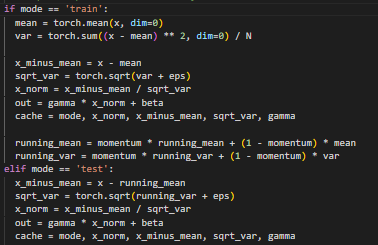 if mode == 'train':
  mean = torch.mean(x, dim=0)
  var = torch.sum((x - mean) ** 2, dim=0) / N

  x_minus_mean = x - mean
  sqrt_var = torch.sqrt(var + eps)
  x_norm = x_minus_mean / sqrt_var
  out = gamma * x_norm + beta
  cache = mode, x_norm, x_minus_mean, sqrt_var, gamma

  running_mean = momentum * running_mean + (1 - momentum) * mean
  running_var = momentum * running_var + (1 - momentum) * var
elif mode == 'test':
  x_minus_mean = x - running_mean
  sqrt_var = torch.sqrt(running_var + eps)
  x_norm = x_minus_mean / sqrt_var
  out = gamma * x_norm + beta
  cache = mode, x_norm, x_minus_mean, sqrt_var, gamma